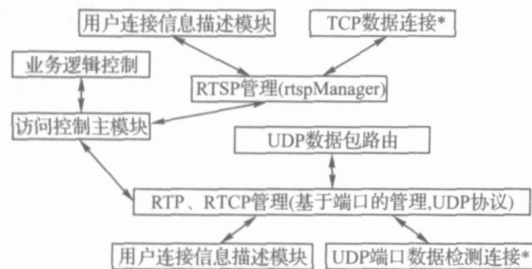 用户连接信息描述模块
TCP数据连接*
业务逻辑控制
RTSP管理(rtspManager)
访问控制主模块
UDP数据包路由
RTP、RTCP管理(基于端口的管理,UDP协议)
用户连接信息描述模块
UDP端口数据检测连接*